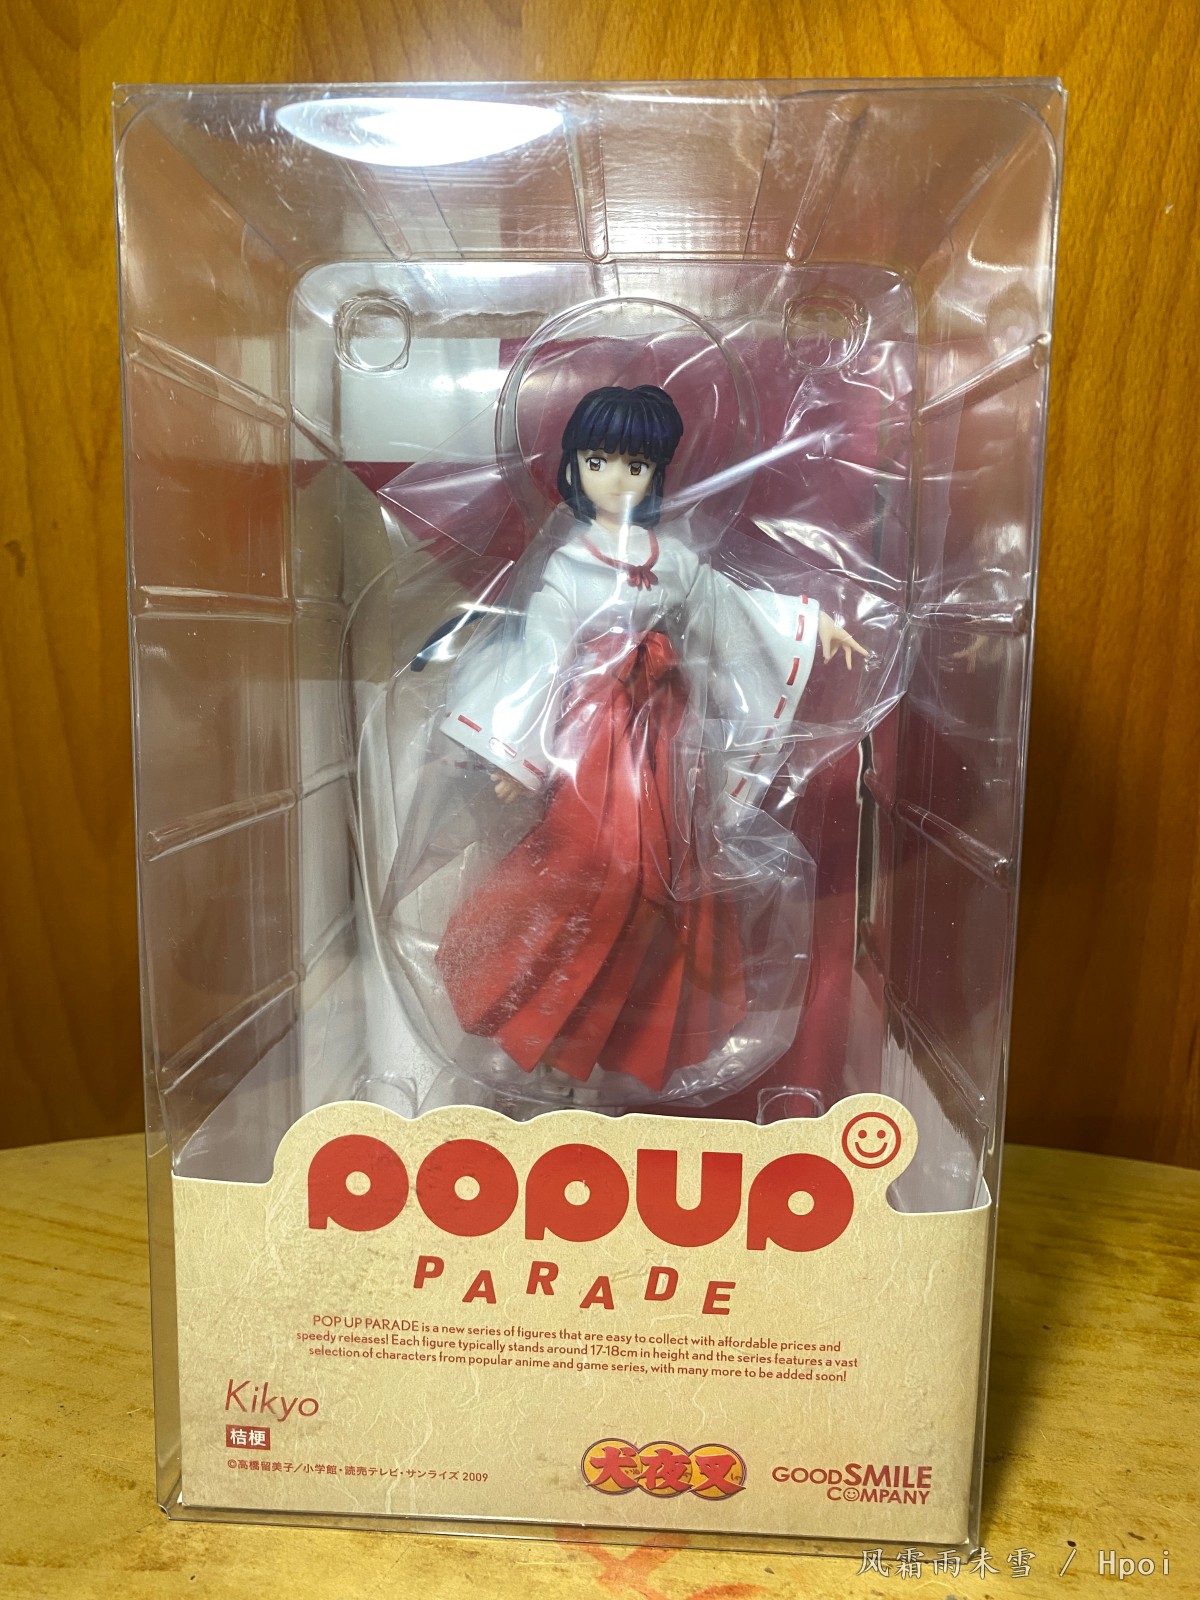 POPUP
PARADE
POP UP PARADE is a new series of figures that are easy to collect with affordable prices and
speedy releases! Each figure typically stands around 17-18cm in height and the series features a vast
selection of characters from popular anime and game series, with many more to be added soon!
Kikyo
桔梗
©高橋留美子／小学館・読売テレビ・サンライズ 2009
犬夜叉
GOOD SMILE
COMPANY
风霜雨未雪 / Hpoi